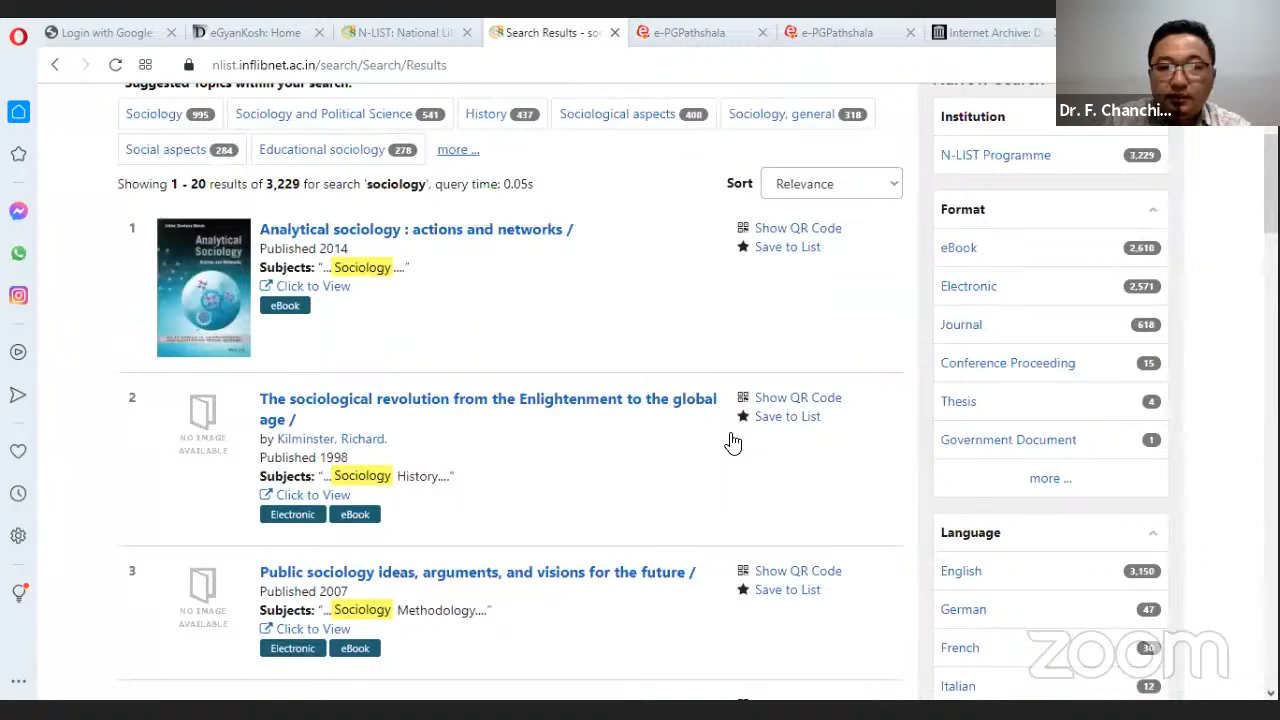 Login with Google
eGyanKosh: Home
N-LIST: National Li
Search Results - so
e-PGPathshala
e-PGPathshala
Internet Archive: D
nlist.inflibnet.ac.in/search/Search/Results
Dr. F. Chanchi...
Suggested Topics within your search.
Sociology 995
Sociology and Political Science 541
History 437
Sociological aspects 408
Sociology, general 318
Social aspects 284
Educational sociology 278
more ...
Showing 1 - 20 results of 3,229 for search 'sociology', query time: 0.05s
Sort
Relevance
1
Analytical
Sociology
WILEY
Analytical sociology : actions and networks /
Published 2014
Subjects: "... Sociology ...."
Click to View
eBook
Show QR Code
Save to List
2
NO IMAGE
AVAILABLE
The sociological revolution from the Enlightenment to the global
age /
by Kilminster, Richard.
Published 1998
Subjects: "... Sociology History...."
Click to View
Electronic eBook
Show QR Code
Save to List
3
NO IMAGE
AVAILABLE
Public sociology ideas, arguments, and visions for the future /
Published 2007
Subjects: "... Sociology Methodology...."
Click to View
Electronic eBook
Show QR Code
Save to List
Institution
N-LIST Programme 3,229
Format
eBook 2,610
Electronic 2,571
Journal 618
Conference Proceeding 15
Thesis 4
Government Document 1
more ...
Language
English 3,150
German 47
French 30
Italian 12
zoom